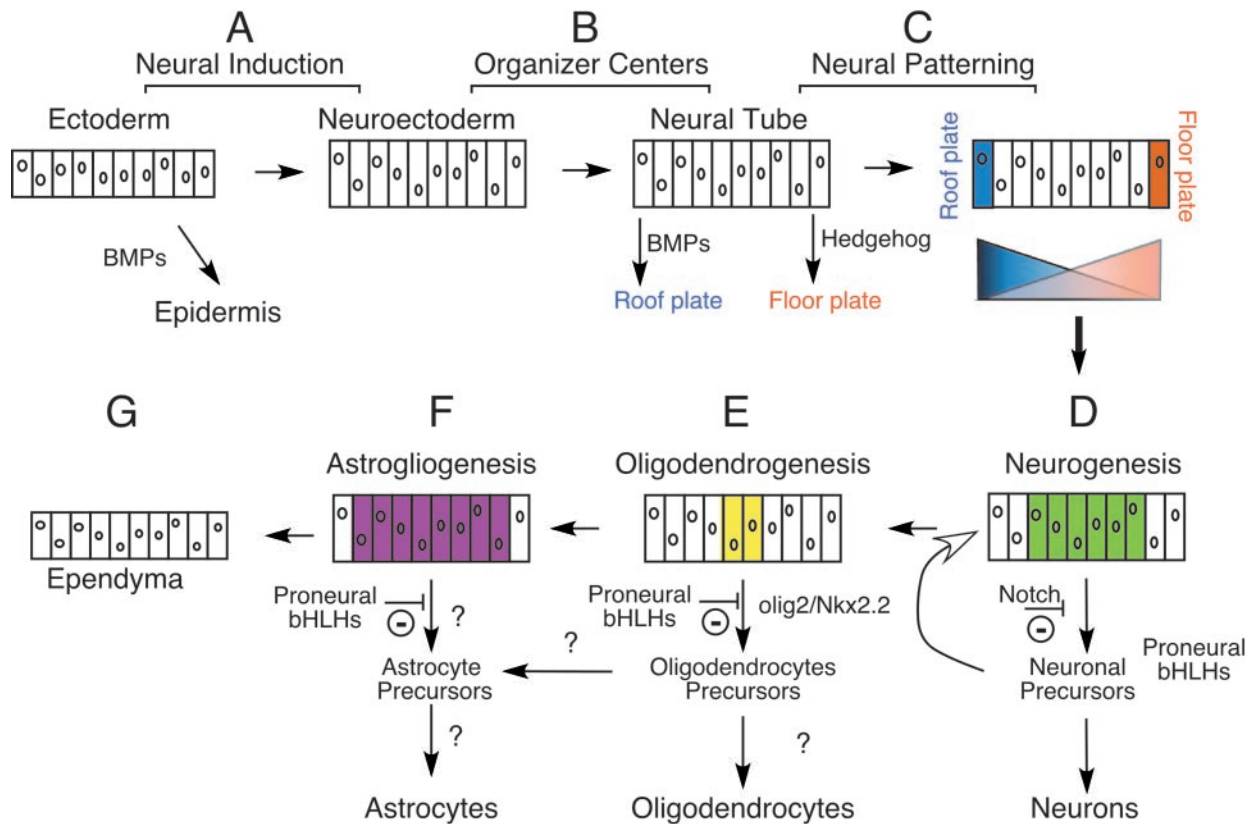 A
B
C
Neural Induction
Organizer Centers
Neural Patterning
Ectoderm
Neuroectoderm
Neural Tube
Roof plate
Floor plate
BMPs
Epidermis
BMPs
Hedgehog
Roof plate
Floor plate
G
F
E
D
Astrogliogenesis
Oligodendrogenesis
Neurogenesis
Ependyma
Proneural
bHLHs
-
?
Proneural
bHLHs
-
olig2/Nkx2.2
Notch
-
Proneural
bHLHs
Astrocyte
Precursors
?
Oligodendrocytes
Precursors
Neuronal
Precursors
?
?
Astrocytes
Oligodendrocytes
Neurons